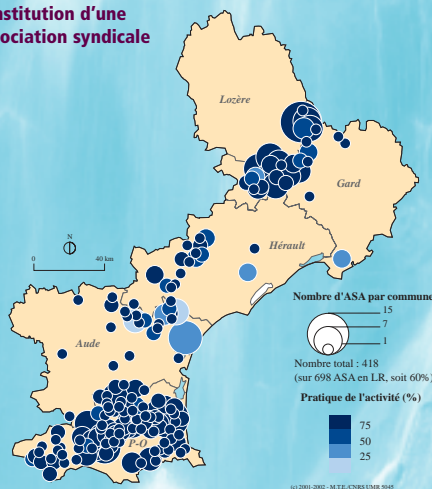 nstitution d'une
ociation syndicale
Lozère
Gard
N
Hérault
0 40 km
Nombre d'ASA par commune
15
7
1
Aude
Nombre total : 418
(sur 698 ASA en LR, soit 60%)
Pratique de l'activité (%)
75
50
25
P-O
(c) 2001-2002 - M.T.E./CNRS UMR 5045